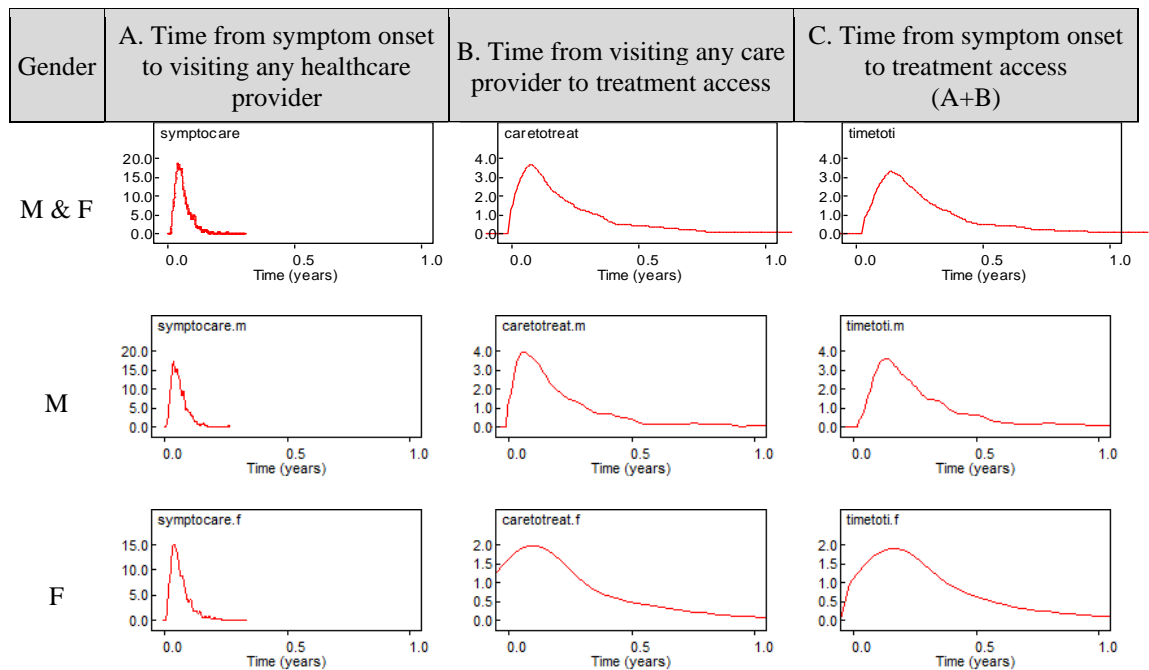 Gender
A. Time from symptom onset
to visiting any healthcare
provider
B. Time from visiting any care
provider to treatment access
C. Time from symptom onset
to treatment access
(A+B)
M & F
symptocare
20.0
15.0
10.0
5.0
0.0
0.0 0.5 1.0
Time (years)
caretotreat
4.0
3.0
2.0
1.0
0.0
0.0 0.5 1.0
Time (years)
timetoti
4.0
3.0
2.0
1.0
0.0
0.0 0.5 1.0
Time (years)
M
symptocare.m
20.0
15.0
10.0
5.0
0.0
0.0 0.5 1.0
Time (years)
caretotreat.m
4.0
3.0
2.0
1.0
0.0
0.0 0.5 1.0
Time (years)
timetoti.m
4.0
3.0
2.0
1.0
0.0
0.0 0.5 1.0
Time (years)
F
symptocare.f
15.0
10.0
5.0
0.0
0.0 0.5 1.0
Time (years)
caretotreat.f
2.0
1.5
1.0
0.5
0.0
0.0 0.5 1.0
Time (years)
timetoti.f
2.0
1.5
1.0
0.5
0.0
0.0 0.5 1.0
Time (years)